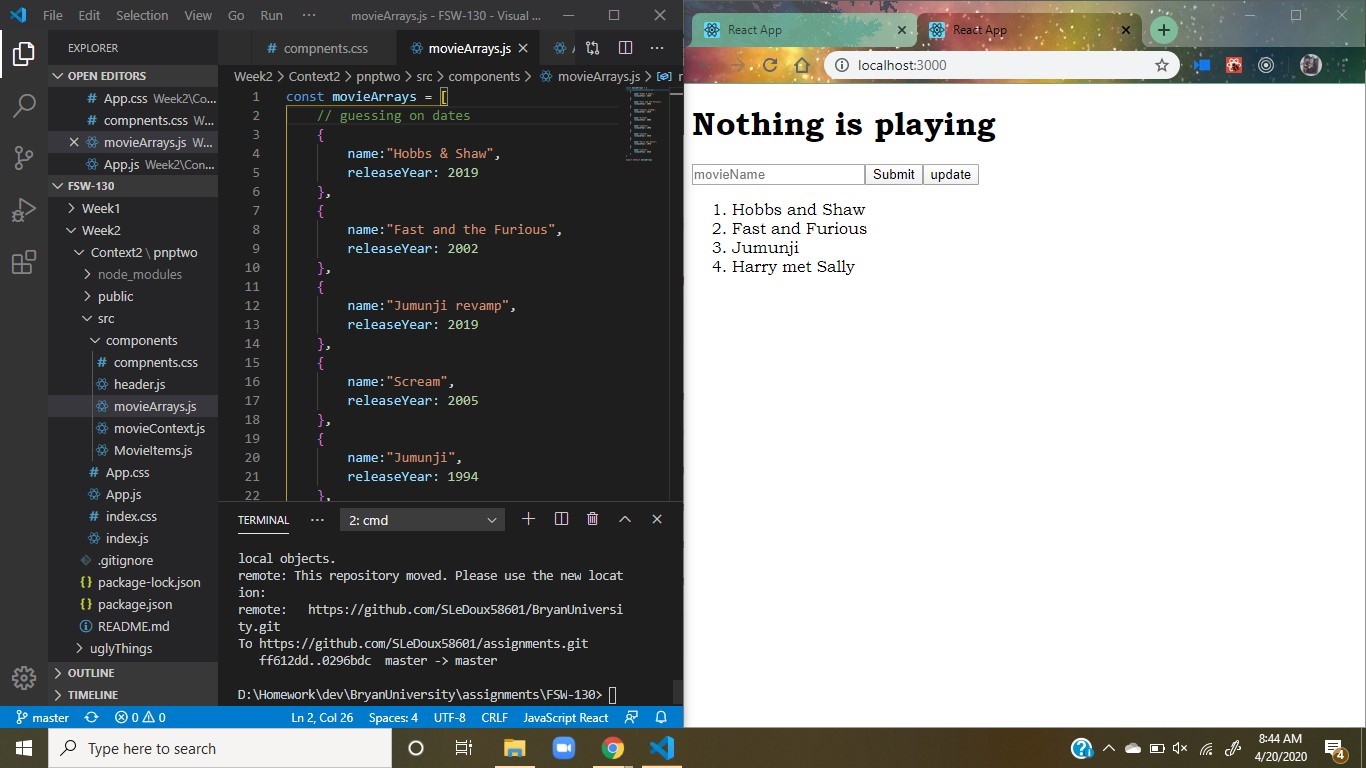 File Edit Selection View Go Run ··· movieArrays.js - FSW-130 - Visual ...
EXPLORER
OPEN EDITORS
# App.css Week2\Co...
# compnents.css W...
movieArrays.js W...
App.js Week2\Con...
FSW-130
Week1
Week2
Context2 \ pnptwo
node_modules
public
src
components
# compnents.css
header.js
movieArrays.js
movieContext.js
MovieItems.js
# App.css
App.js
# index.css
index.js
.gitignore
{} package-lock.json
{} package.json
README.md
uglyThings
OUTLINE
TIMELINE
# compnents.css movieArrays.js
Week2 > Context2 > pnptwo > src > components > movieArrays.js >
1 const movieArrays = [
2 // guessing on dates
3 {
4 name:"Hobbs & Shaw",
5 releaseYear: 2019
6 },
7 {
8 name:"Fast and the Furious",
9 releaseYear: 2002
10 },
11 {
12 name:"Jumunji revamp",
13 releaseYear: 2019
14 },
15 {
16 name:"Scream",
17 releaseYear: 2005
18 },
19 {
20 name:"Jumunji",
21 releaseYear: 1994
22 },
TERMINAL ··· 2: cmd
local objects.
remote: This repository moved. Please use the new locat
ion:
remote:   https://github.com/SLeDoux58601/BryanUniversi
ty.git
To https://github.com/SLeDoux58601/assignments.git
ff612dd..0296bdc  master -> master
D:\Homework\dev\BryanUniversity\assignments\FSW-130>
master 0 0 Ln 2, Col 26 Spaces: 4 UTF-8 CRLF JavaScript React
React App React App
localhost:3000
Nothing is playing
movieName Submit update
1. Hobbs and Shaw
2. Fast and Furious
3. Jumunji
4. Harry met Sally
Type here to search
8:44 AM
4/20/2020
4